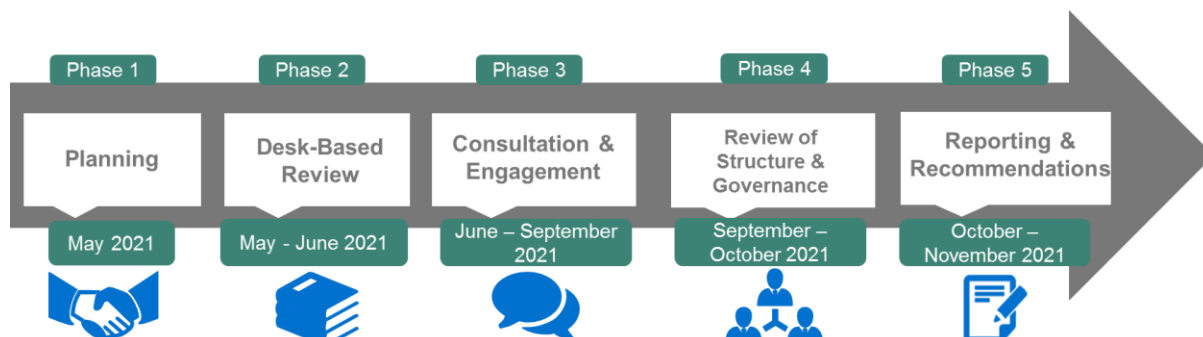 Phase 1
Phase 2
Phase 3
Phase 4
Phase 5
Planning
Desk-Based
Review
Consultation &
Engagement
Review of
Structure &
Governance
Reporting &
Recommendations
May 2021
May - June 2021
June – September
2021
September –
October 2021
October –
November 2021